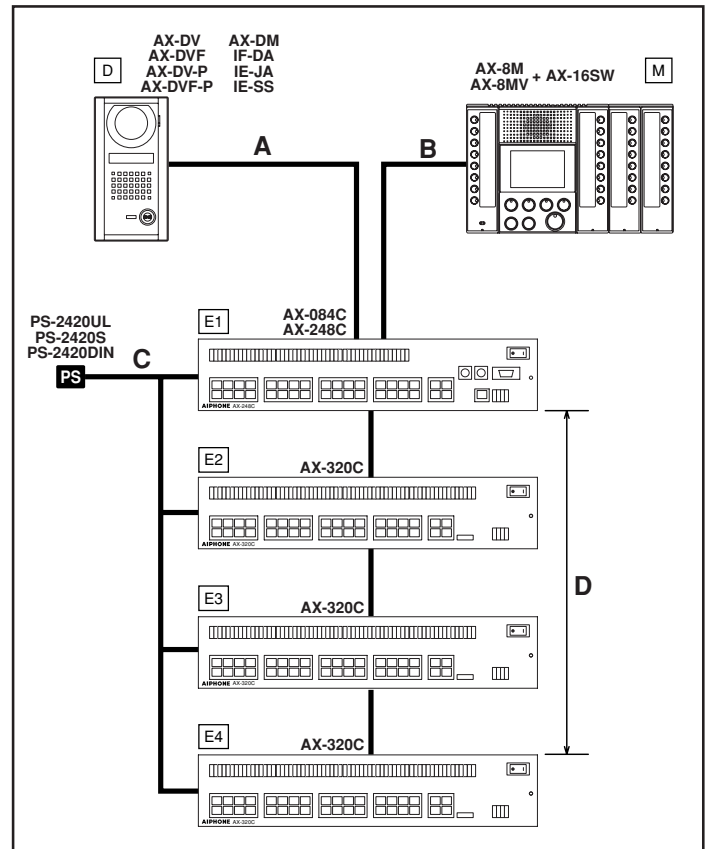 D
AX-DV AX-DM
AX-DVF IF-DA
AX-DV-P IE-JA
AX-DVF-P IE-SS
AX-8M
AX-8MV + AX-16SW
M
A
B
E1
AX-084C
AX-248C
PS-2420UL
PS-2420S
PS-2420DIN
PS
C
AIPHONE AX-248C
E2
AX-320C
AIPHONE AX-320C
D
E3
AX-320C
AIPHONE AX-320C
E4
AX-320C
AIPHONE AX-320C